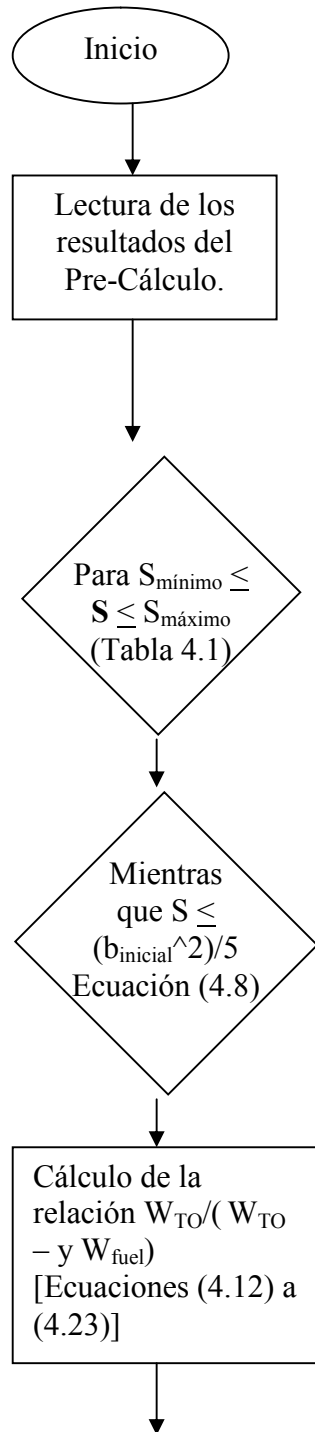 Inicio
Lectura de los
resultados del
Pre-Cálculo.
Para Smínimo ≤
S ≤ Smáximo
(Tabla 4.1)
Mientras
que S ≤
(binicial^2)/5
Ecuación (4.8)
Cálculo de la
relación WTO/( WTO
– y Wfuel)
[Ecuaciones (4.12) a
(4.23)]